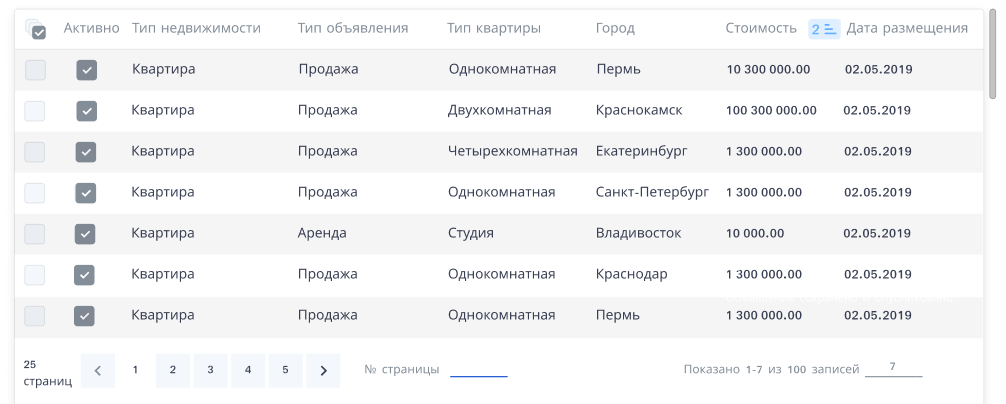 Активно Тип недвижимости Тип объявления Тип квартиры Город Стоимость 2 Дата размещения
Квартира Продажа Однокомнатная Пермь 10 300 000.00 02.05.2019
Квартира Продажа Двухкомнатная Краснокамск 100 300 000.00 02.05.2019
Квартира Продажа Четырехкомнатная Екатеринбург 1 300 000.00 02.05.2019
Квартира Продажа Однокомнатная Санкт-Петербург 1 300 000.00 02.05.2019
Квартира Аренда Студия Владивосток 10 000.00 02.05.2019
Квартира Продажа Однокомнатная Краснодар 1 300 000.00 02.05.2019
Квартира Продажа Однокомнатная Пермь 1 300 000.00 02.05.2019
25 страниц 1 2 3 4 5 № страницы Показано 1-7 из 100 записей 7